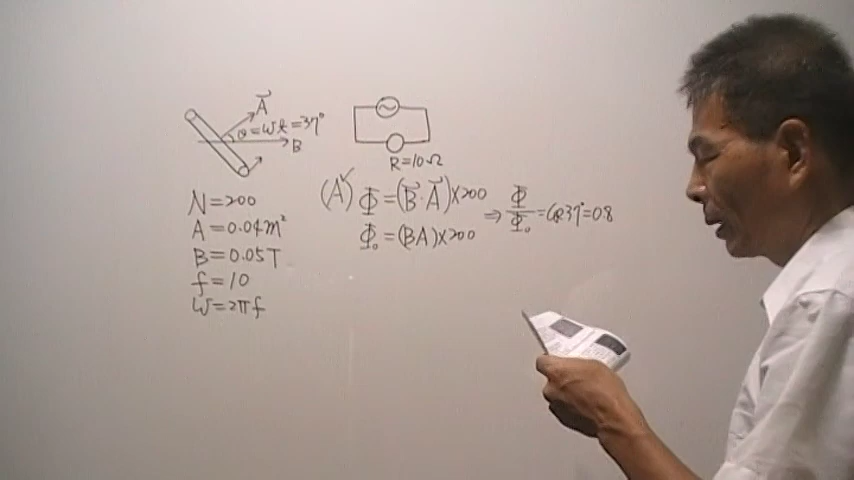 A⃗
θ=ωt=37°
B
R=10Ω
N=200
A=0.04m²
B=0.05T
f=10
ω=2πf
(A)✓ Φ=(B⃗·A⃗)×200
Φ₀=(BA)×200
⇒ Φ/Φ₀=cos37°=0.8